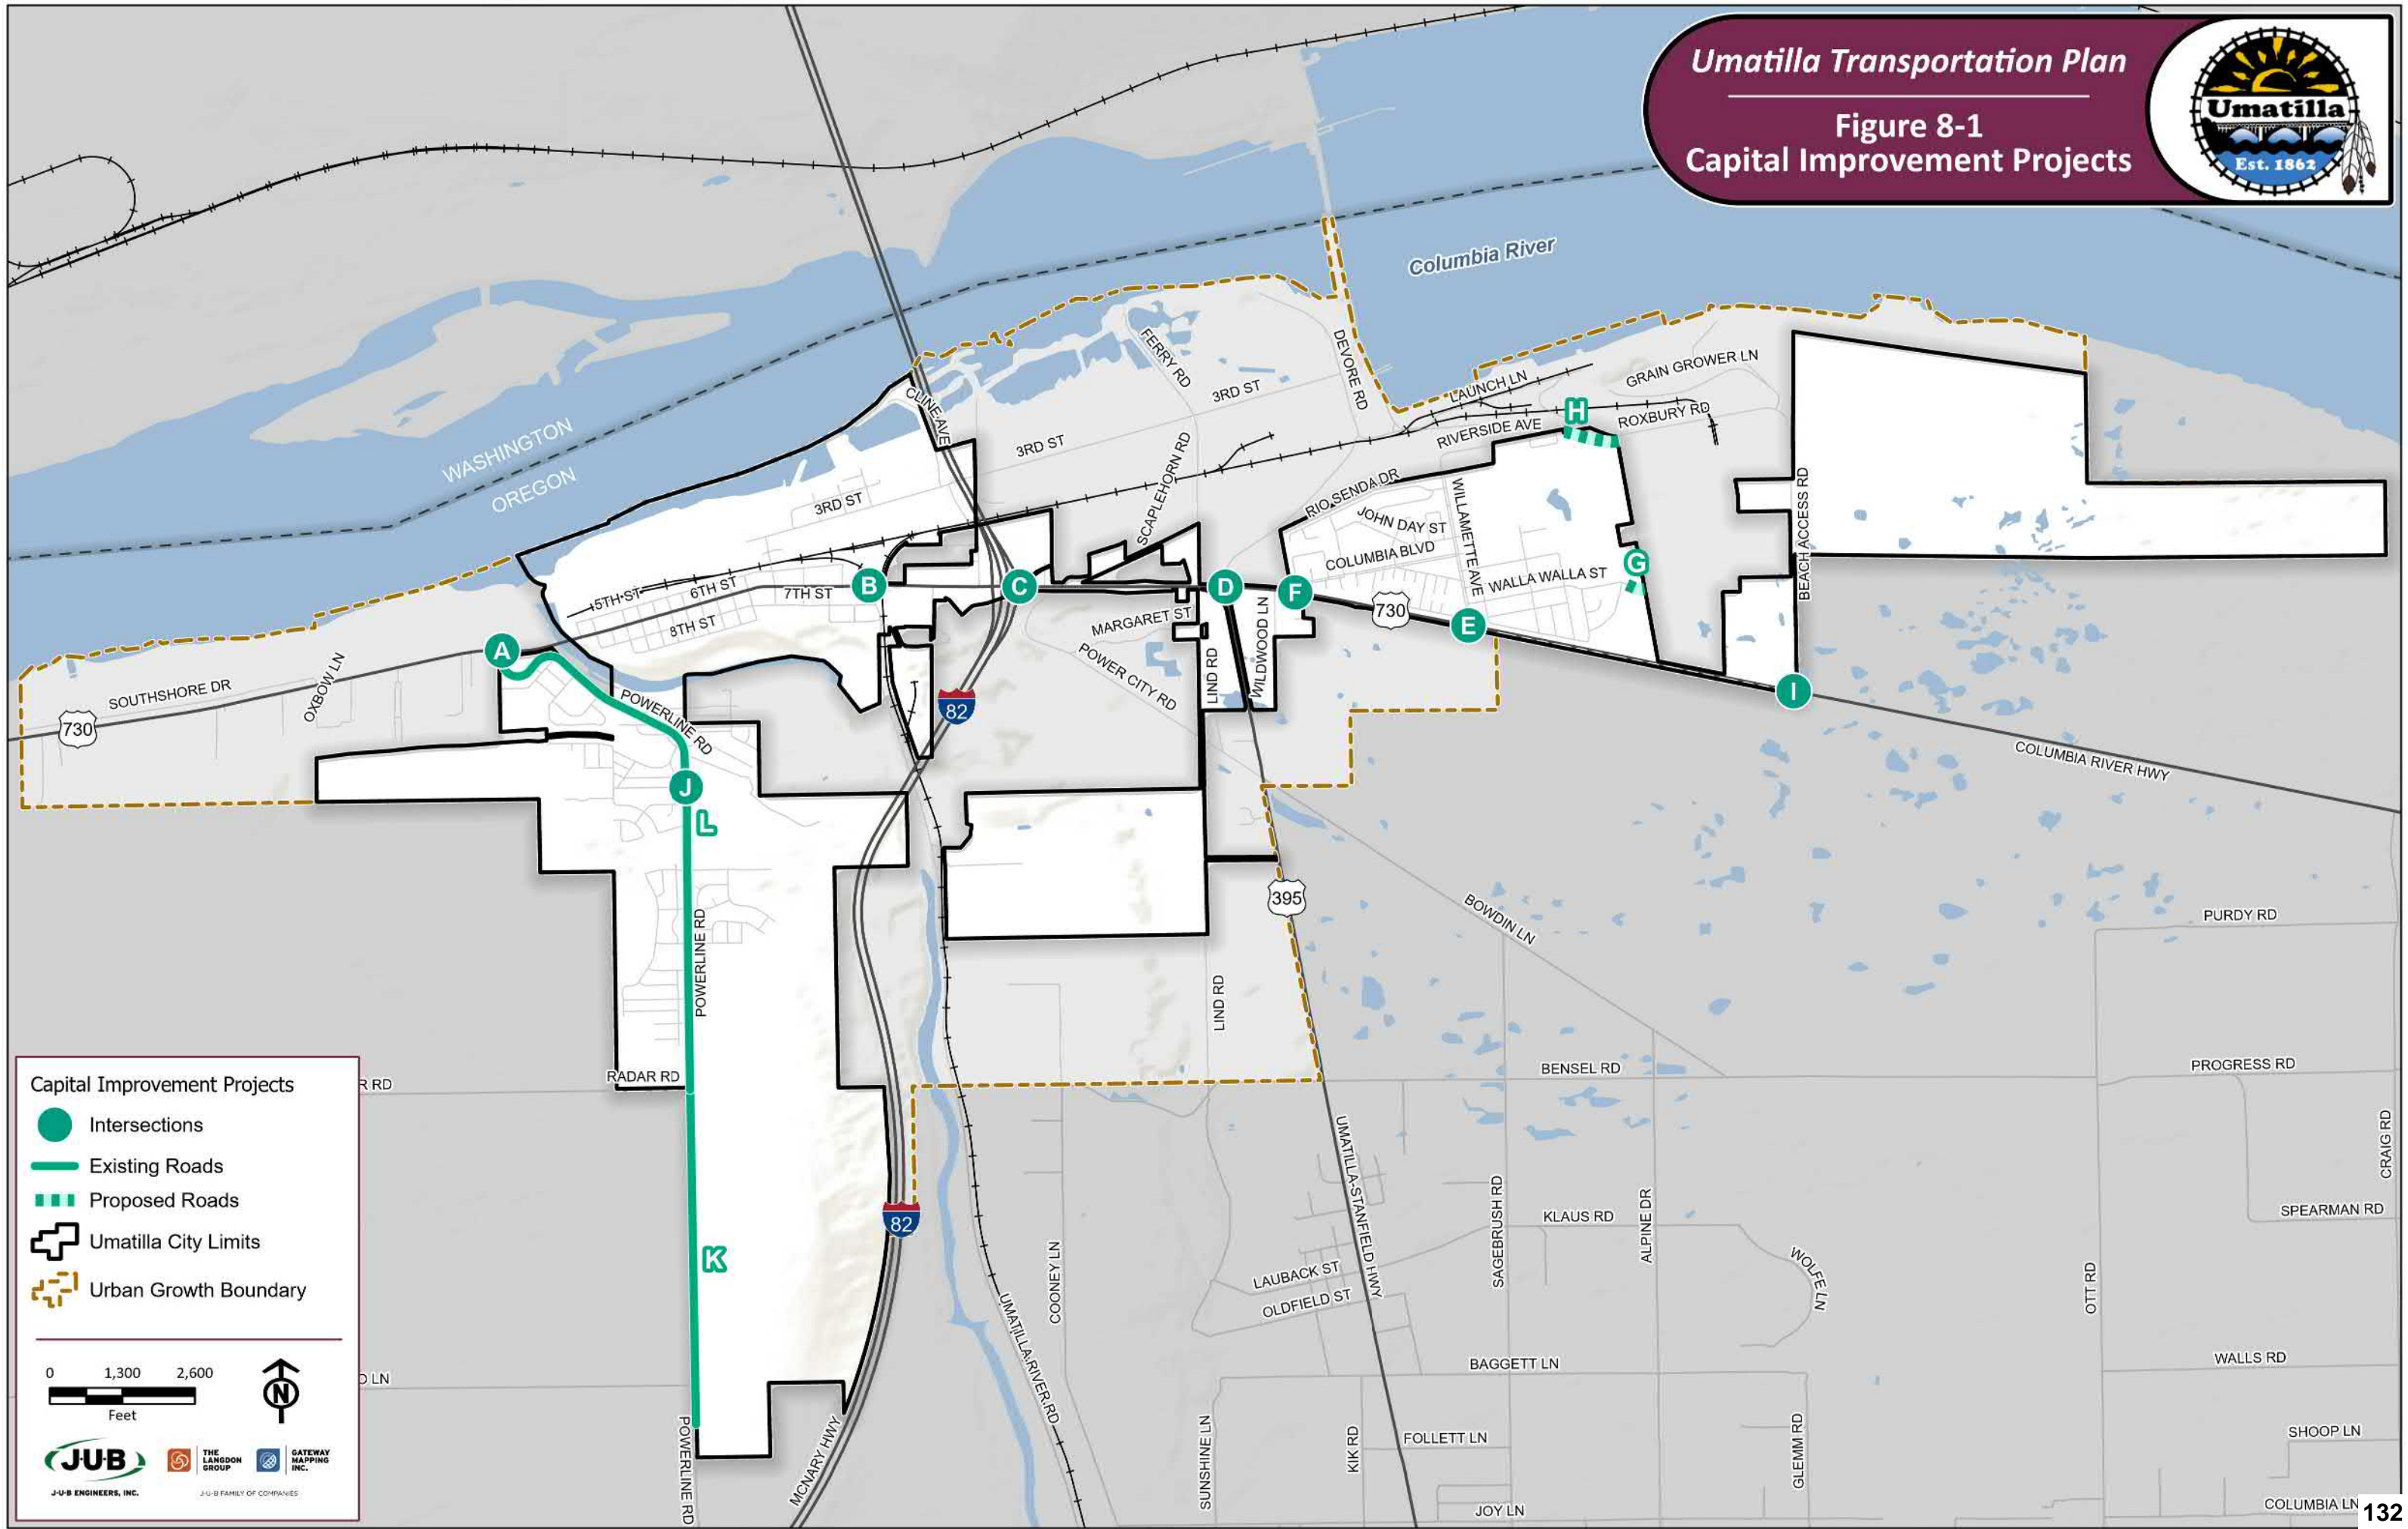 Umatilla Transportation Plan
Figure 8-1
Capital Improvement Projects
Umatilla
Est. 1862
Columbia River
WASHINGTON
OREGON
CLINE AVE
FERRY RD
3RD ST
DEVORE RD
LAUNCH LN
GRAIN GROWER LN
3RD ST
RIVERSIDE AVE
H
ROXBURY RD
SCAPLEHORN RD
3RD ST
RIO SENDA DR
JOHN DAY ST
WILLAMETTE AVE
BEACH ACCESS RD
COLUMBIA BLVD
G
WALLA WALLA ST
5TH ST
6TH ST
7TH ST
8TH ST
B
C
D
F
730
E
MARGARET ST
WILDWOOD LN
LIND RD
POWER CITY RD
A
I
SOUTHSHORE DR
OXBOW LN
730
POWERLINE RD
82
COLUMBIA RIVER HWY
J
L
395
BOWDIN LN
PURDY RD
POWERLINE RD
LIND RD
RADAR RD
R RD
BENSEL RD
PROGRESS RD
CRAIG RD
UMATILLA-STANFIELD HWY
SAGEBRUSH RD
KLAUS RD
ALPINE DR
SPEARMAN RD
82
K
COONEY LN
LAUBACK ST
OLDFIELD ST
WOLFE LN
OTT RD
UMATILLA RIVER RD
BAGGETT LN
WALLS RD
D LN
POWERLINE RD
MCNARY HWY
SUNSHINE LN
KIK RD
FOLLETT LN
GLEMM RD
SHOOP LN
JOY LN
COLUMBIA LN
Capital Improvement Projects
Intersections
Existing Roads
Proposed Roads
Umatilla City Limits
Urban Growth Boundary
0 1,300 2,600
Feet
N
J·U·B
THE
LANGDON
GROUP
GATEWAY
MAPPING
INC.
J·U·B ENGINEERS, INC.
J·U·B FAMILY OF COMPANIES
132